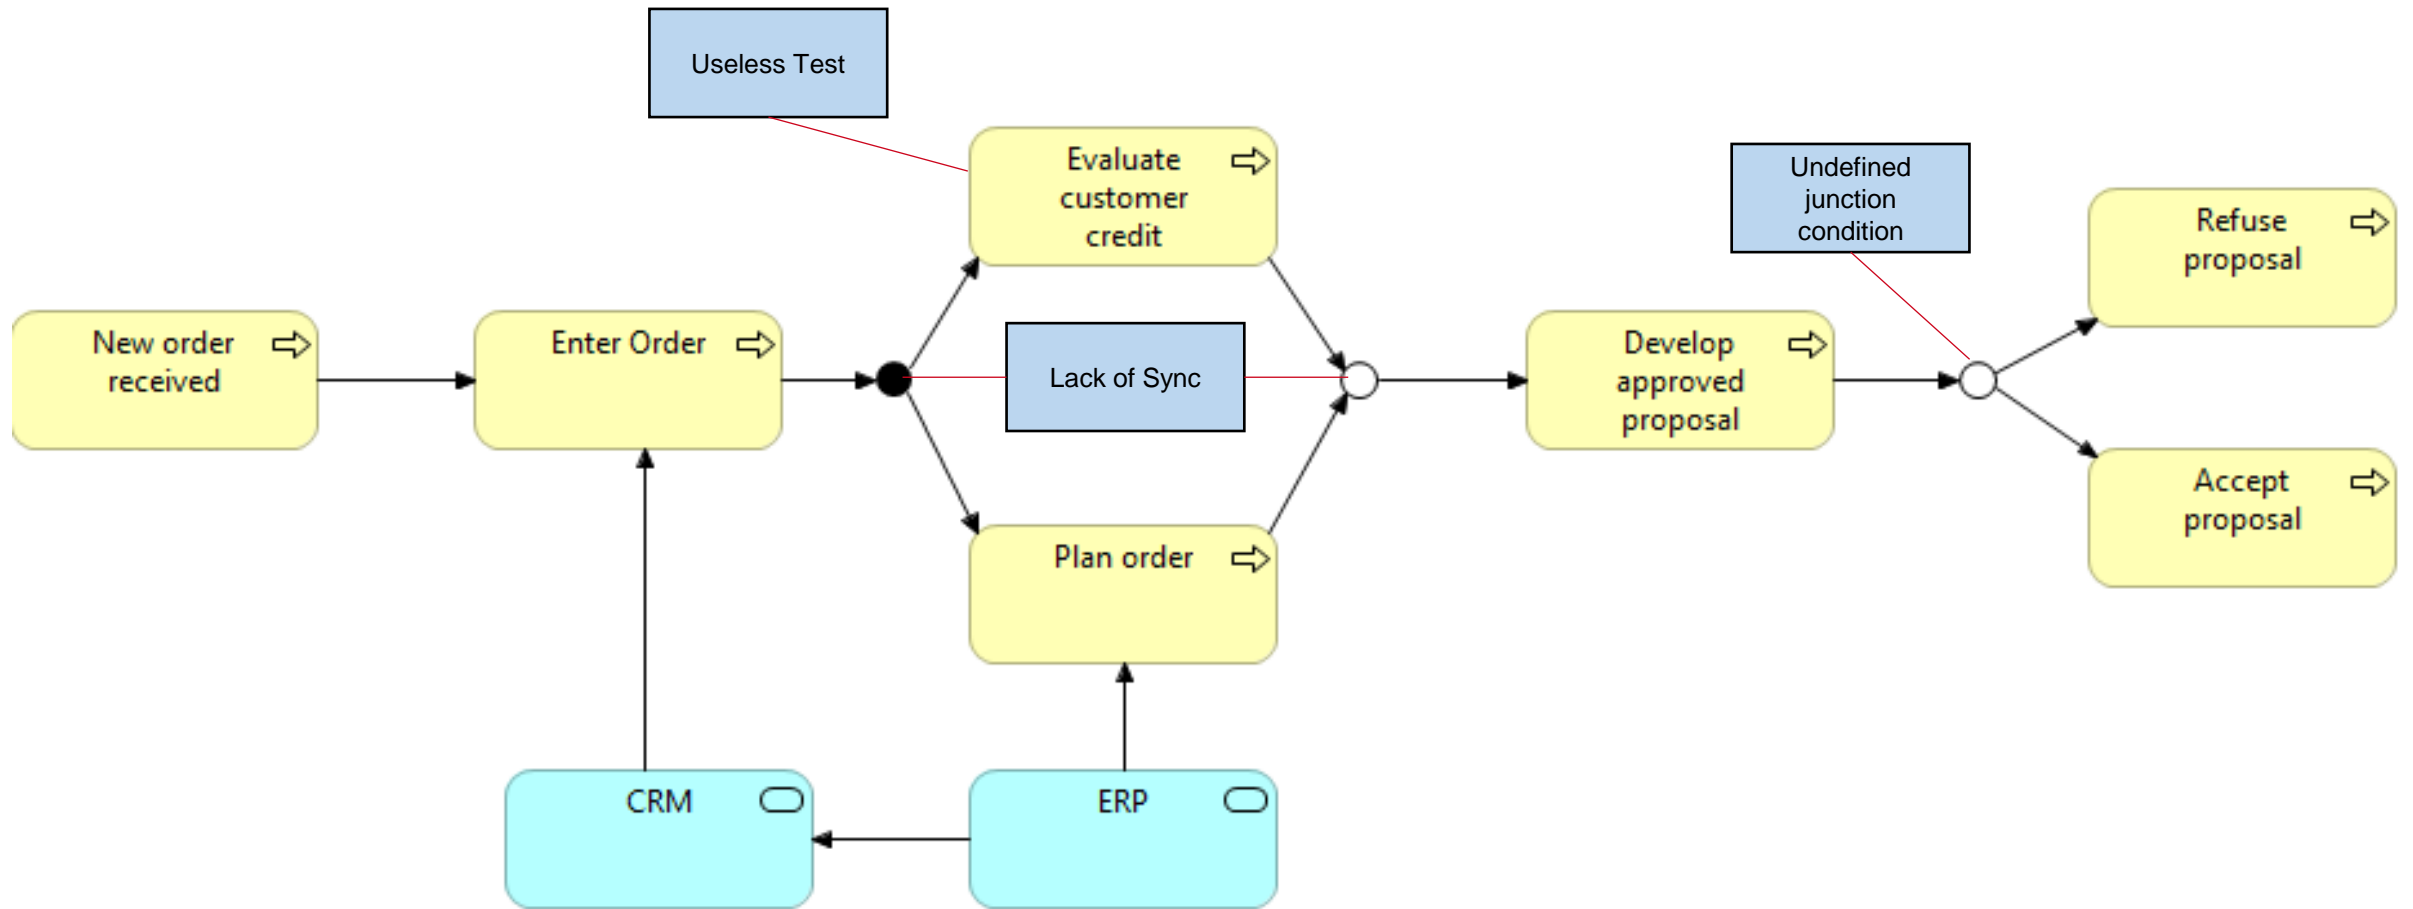 Useless Test
Evaluate
customer
credit
Undefined
junction
condition
Refuse
proposal
New order
received
Enter Order
Lack of Sync
Develop
approved
proposal
Accept
proposal
Plan order
CRM
ERP